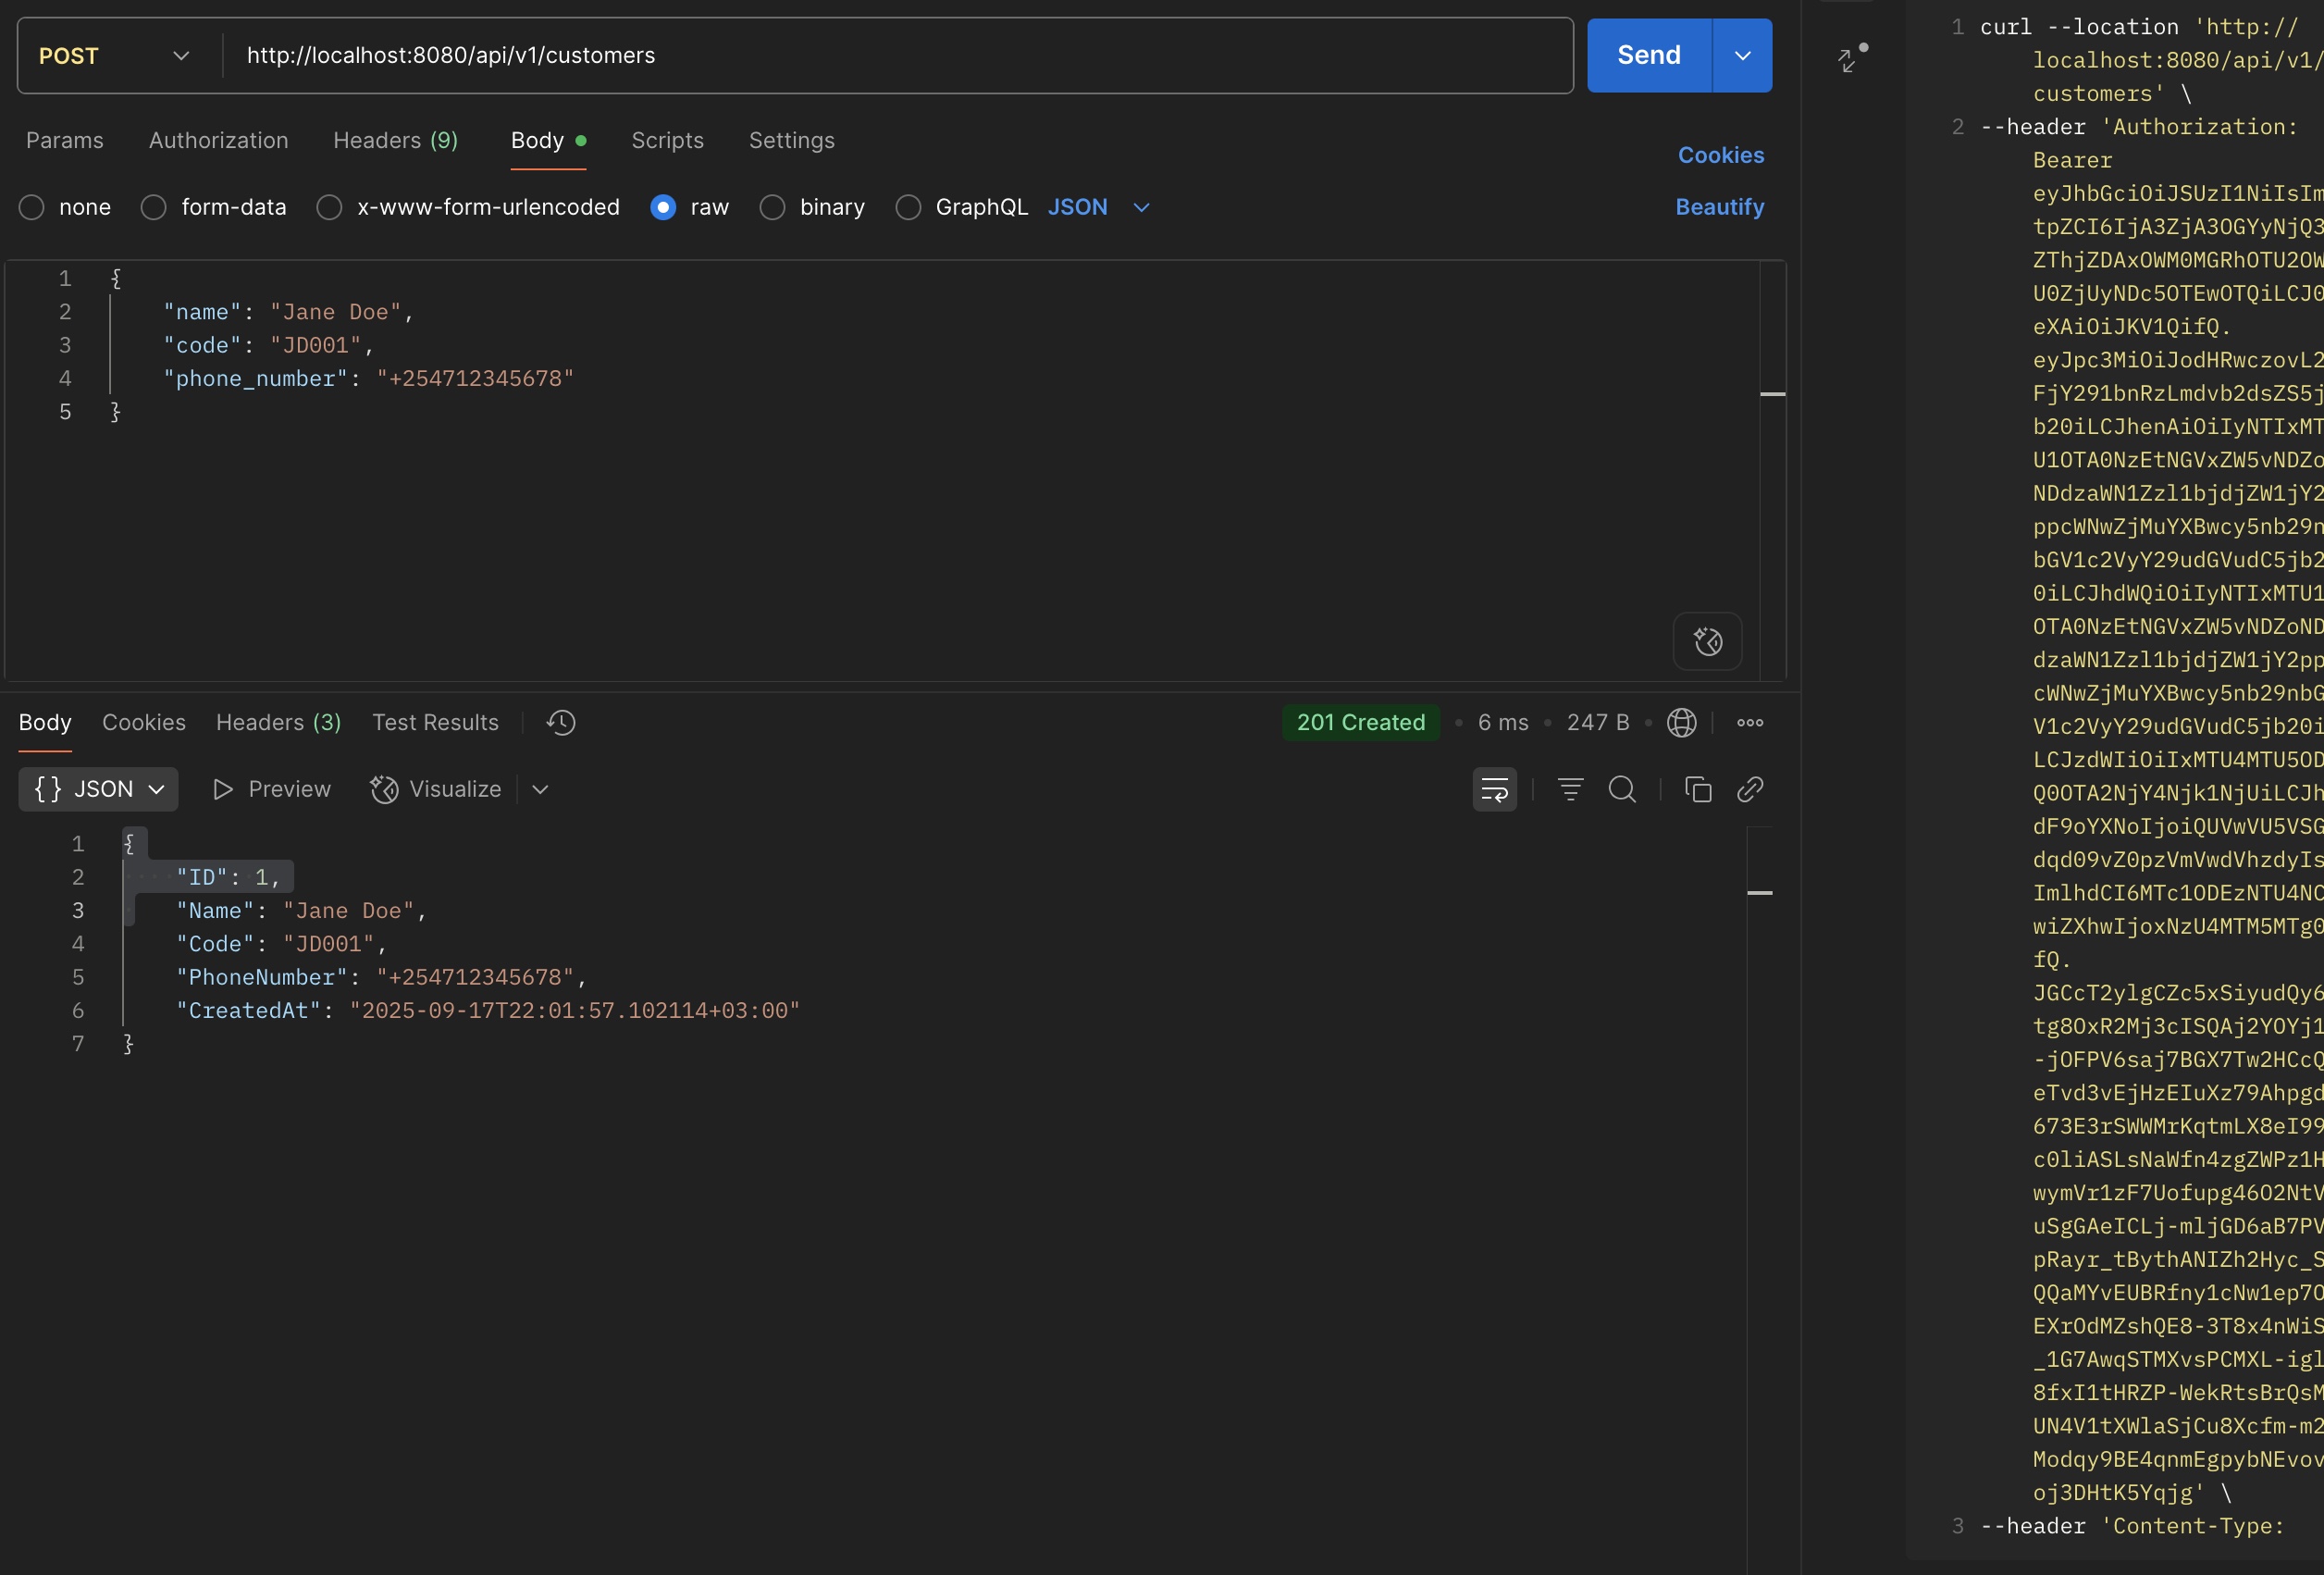 POST http://localhost:8080/api/v1/customers Send
Params Authorization Headers (9) Body Scripts Settings Cookies
none form-data x-www-form-urlencoded raw binary GraphQL JSON Beautify
1 {
2 "name": "Jane Doe",
3 "code": "JD001",
4 "phone_number": "+254712345678"
5 }
Body Cookies Headers (3) Test Results 201 Created • 6 ms • 247 B •
{} JSON Preview Visualize
1 {
2 "ID": 1,
3 "Name": "Jane Doe",
4 "Code": "JD001",
5 "PhoneNumber": "+254712345678",
6 "CreatedAt": "2025-09-17T22:01:57.102114+03:00"
7 }
1 curl --location 'http://
localhost:8080/api/v1/
customers' \
2 --header 'Authorization:
Bearer
eyJhbGciOiJSUzI1NiIsIm
tpZCI6IjA3ZjA3OGYyNjQ3
ZThjZDAxOWM0MGRhOTU2OW
U0ZjUyNDc5OTEwOTQiLCJ0
eXAiOiJKV1QifQ.
eyJpc3MiOiJodHRwczovL2
FjY291bnRzLmdvb2dsZS5j
b20iLCJhenAiOiIyNTIxMT
U1OTA0NzEtNGVxZW5vNDZo
NDdzaWN1Zzl1bjdjZW1jY2
ppcWNwZjMuYXBwcy5nb29n
bGV1c2VyY29udGVudC5jb2
0iLCJhdWQiOiIyNTIxMTU1
OTA0NzEtNGVxZW5vNDZoND
dzaWN1Zzl1bjdjZW1jY2pp
cWNwZjMuYXBwcy5nb29nbG
V1c2VyY29udGVudC5jb20i
LCJzdWIiOiIxMTU4MTU5OD
Q0OTA2NjY4Njk1NjUiLCJh
dF9oYXNoIjoiQUVwVU5VSG
dqd09vZ0pzVmVwdVhzdyIs
ImlhdCI6MTc1ODEzNTU4NC
wiZXhwIjoxNzU4MTM5MTg0
fQ.
JGCcT2ylgCZc5xSiyudQy6
tg8OxR2Mj3cISQAj2YOYj1
-jOFPV6saj7BGX7Tw2HCcQ
eTvd3vEjHzEIuXz79Ahpgd
673E3rSWWMrKqtmLX8eI99
c0liASLsNaWfn4zgZWPz1H
wymVr1zF7Uofupg46O2NtV
uSgGAeICLj-mljGD6aB7PV
pRayr_tBythANIZh2Hyc_S
QQaMYvEUBRfny1cNw1ep7O
EXrOdMZshQE8-3T8x4nWiS
_1G7AwqSTMXvsPCMXL-igl
8fxI1tHRZP-WekRtsBrQsM
UN4V1tXWlaSjCu8Xcfm-m2
Modqy9BE4qnmEgpybNEvov
oj3DHtK5Yqjg' \
3 --header 'Content-Type: